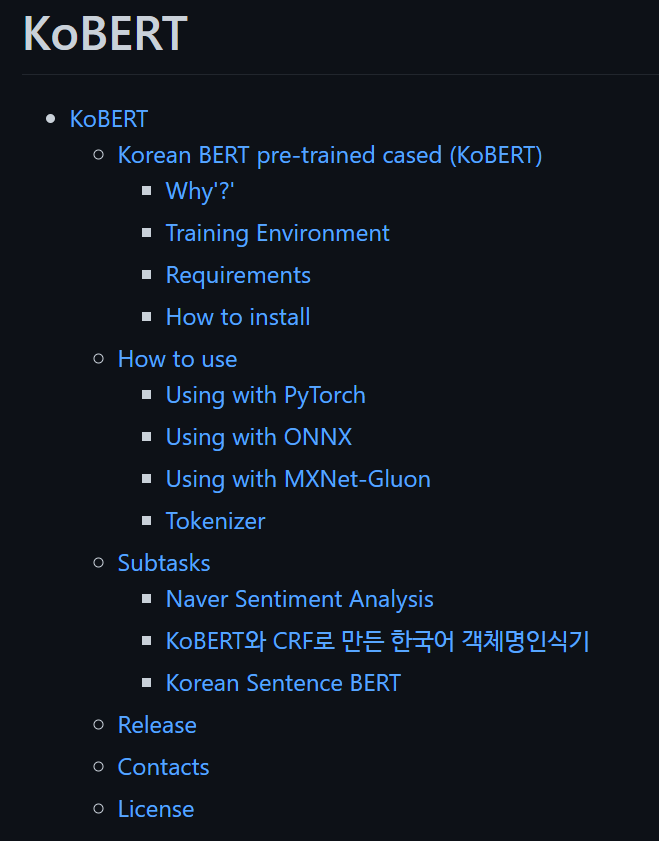 KoBERT
KoBERT
Korean BERT pre-trained cased (KoBERT)
Why'?'
Training Environment
Requirements
How to install
How to use
Using with PyTorch
Using with ONNX
Using with MXNet-Gluon
Tokenizer
Subtasks
Naver Sentiment Analysis
KoBERT와 CRF로 만든 한국어 객체명인식기
Korean Sentence BERT
Release
Contacts
License